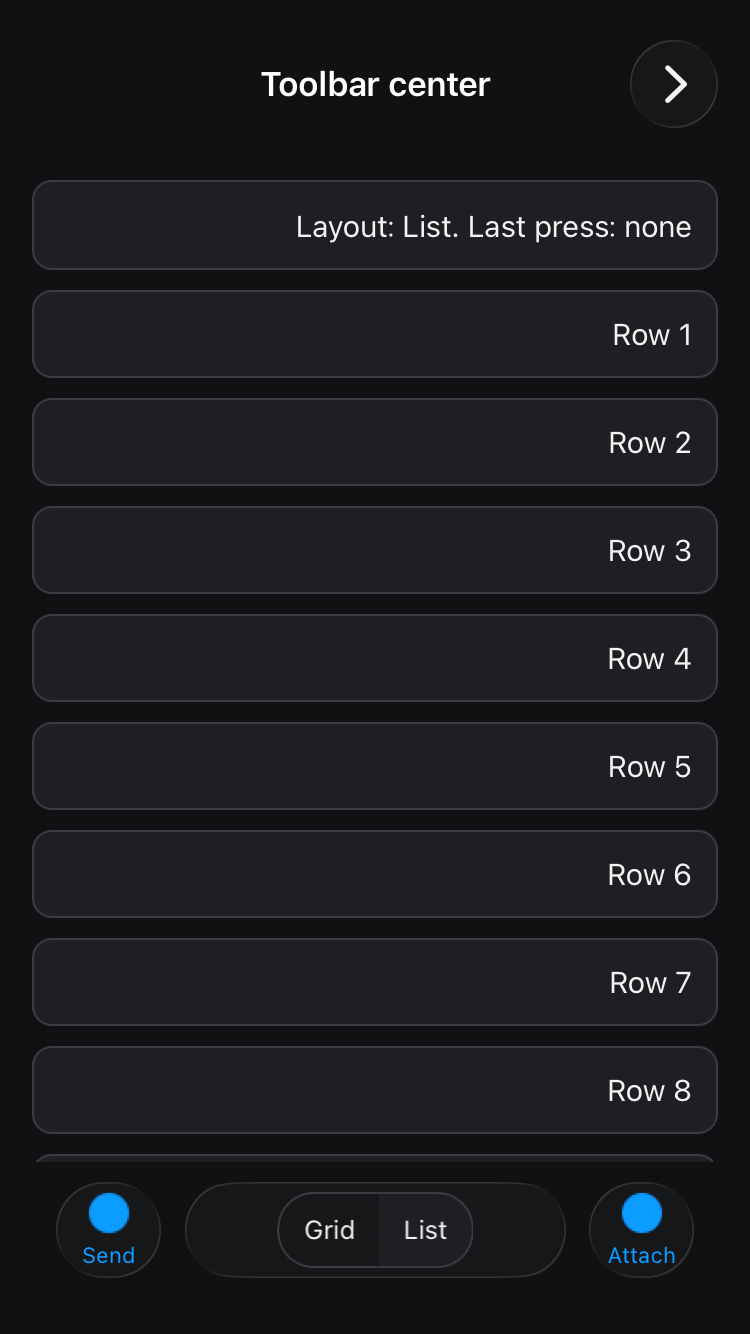 Toolbar center
Layout: List. Last press: none
Row 1
Row 2
Row 3
Row 4
Row 5
Row 6
Row 7
Row 8
Send
Grid
List
Attach